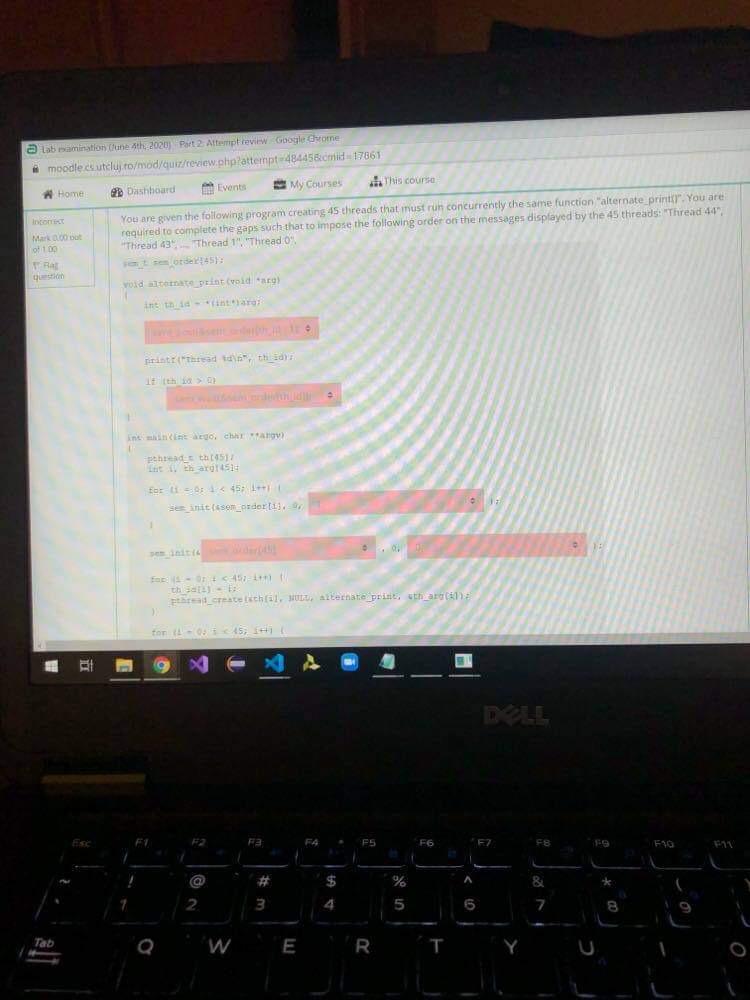 Lab examination (June 4th, 2020) - Part 2: Attempt review - Google Chrome
moodle.cs.utcluj.ro/mod/quiz/review.php?attempt=48445&cmid=17861
Home Dashboard Events My Courses This course
Incorrect
Mark 0.00 out
of 1.00
Flag
question
You are given the following program creating 45 threads that must run concurrently the same function "alternate_print()". You are
required to complete the gaps such that to impose the following order on the messages displayed by the 45 threads: "Thread 44",
"Thread 43", ..., "Thread 1", "Thread 0".
sem_t sem_order[45];
void alternate_print(void *arg)
{
int th_id = *(int*)arg;
printf("Thread %d\n", th_id);
if (th_id > 0)
sem_wait(&sem_order[th_id]);
}
int main(int argc, char **argv)
{
pthread_t th[45];
int i, th_arg[45];
for (i = 0; i < 45; i++) {
sem_init(&sem_order[i], 0, );
}
sem_init(& sem_order[45] , 0, );
for (i = 0; i < 45; i++) {
th_id[i] = i;
pthread_create(&th[i], NULL, alternate_print, &th_arg[i]);
}
for (i = 0; i < 45; i++) {
DELL
Esc F1 F2 F3 F4 F5 F6 F7 F8 F9 F10 F11
~ ! @ # $ % ^ & * (
` 1 2 3 4 5 6 7 8 9
Tab Q W E R T Y U I O